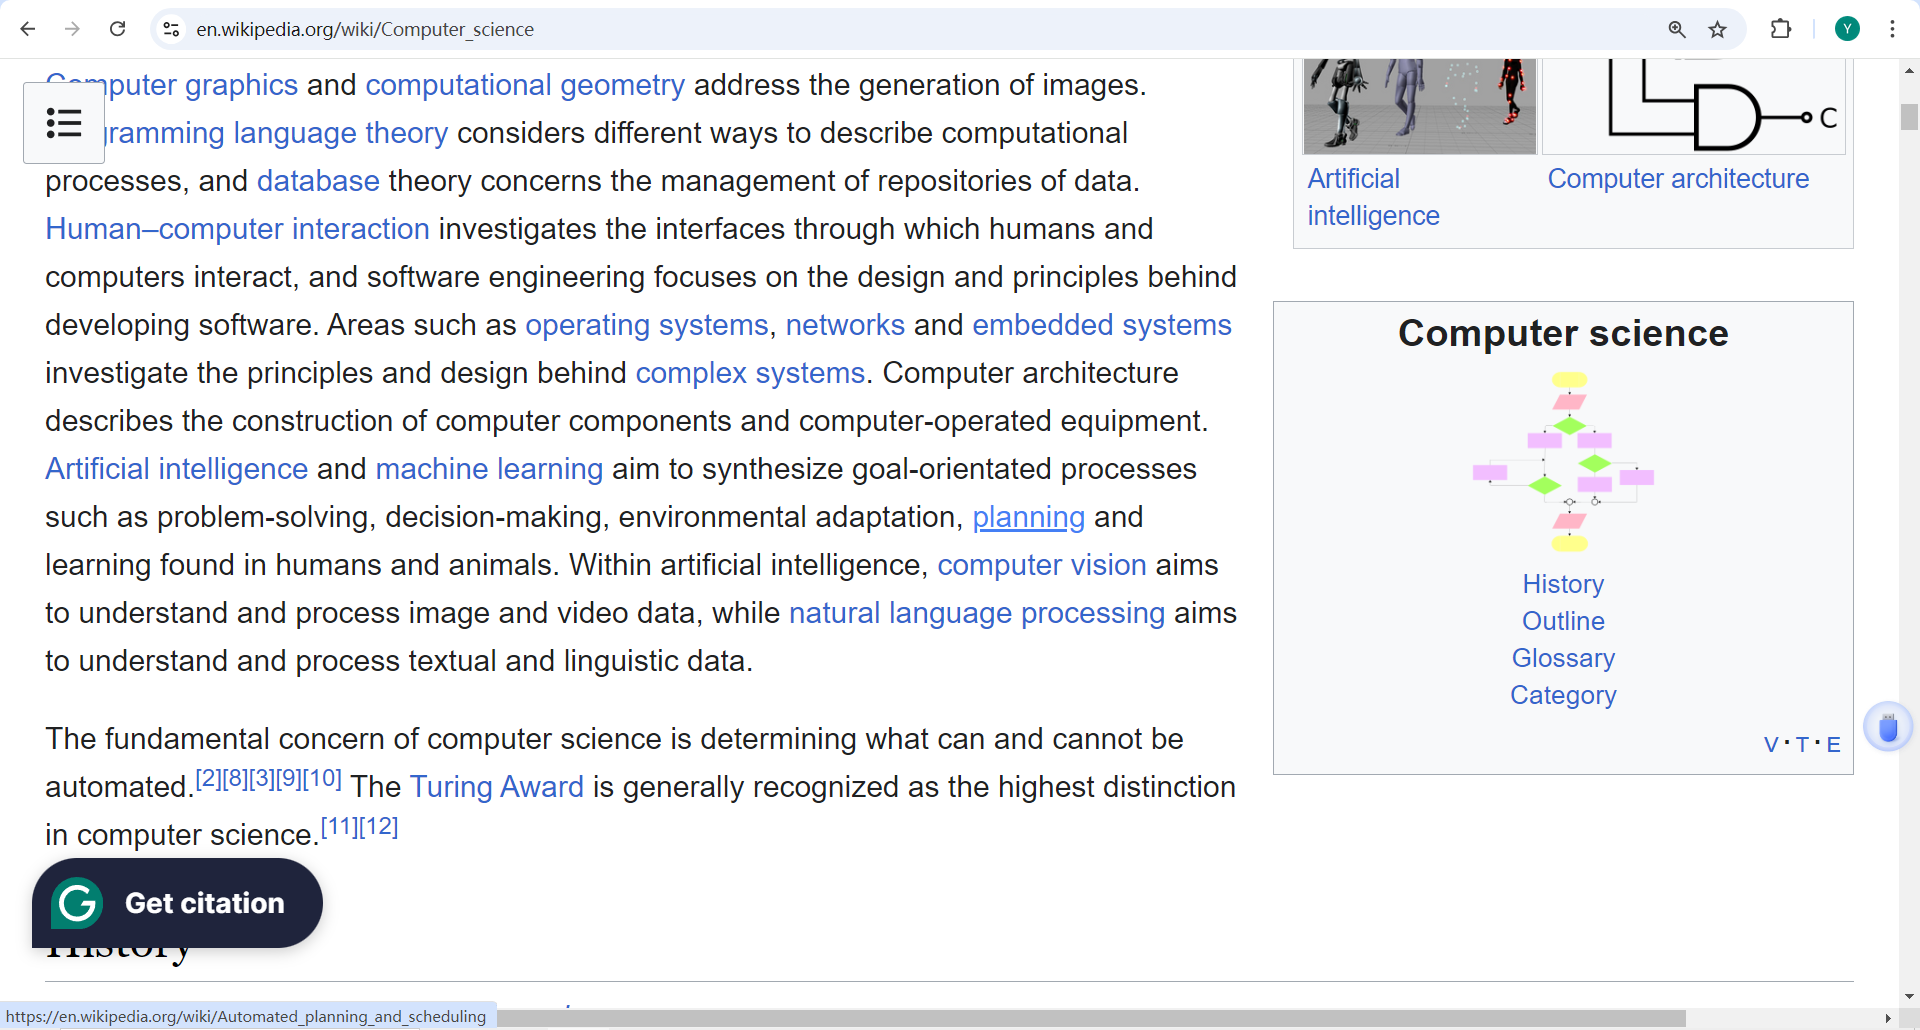 en.wikipedia.org/wiki/Computer_science
Y
Computer graphics and computational geometry address the generation of images.
gramming language theory considers different ways to describe computational
processes, and database theory concerns the management of repositories of data.
Human–computer interaction investigates the interfaces through which humans and
computers interact, and software engineering focuses on the design and principles behind
developing software. Areas such as operating systems, networks and embedded systems
investigate the principles and design behind complex systems. Computer architecture
describes the construction of computer components and computer-operated equipment.
Artificial intelligence and machine learning aim to synthesize goal-orientated processes
such as problem-solving, decision-making, environmental adaptation, planning and
learning found in humans and animals. Within artificial intelligence, computer vision aims
to understand and process image and video data, while natural language processing aims
to understand and process textual and linguistic data.
The fundamental concern of computer science is determining what can and cannot be
automated.[2][8][3][9][10] The Turing Award is generally recognized as the highest distinction
in computer science.[11][12]
Get citation
History
C
Artificial
intelligence
Computer architecture
Computer science
History
Outline
Glossary
Category
V · T · E
https://en.wikipedia.org/wiki/Automated_planning_and_scheduling